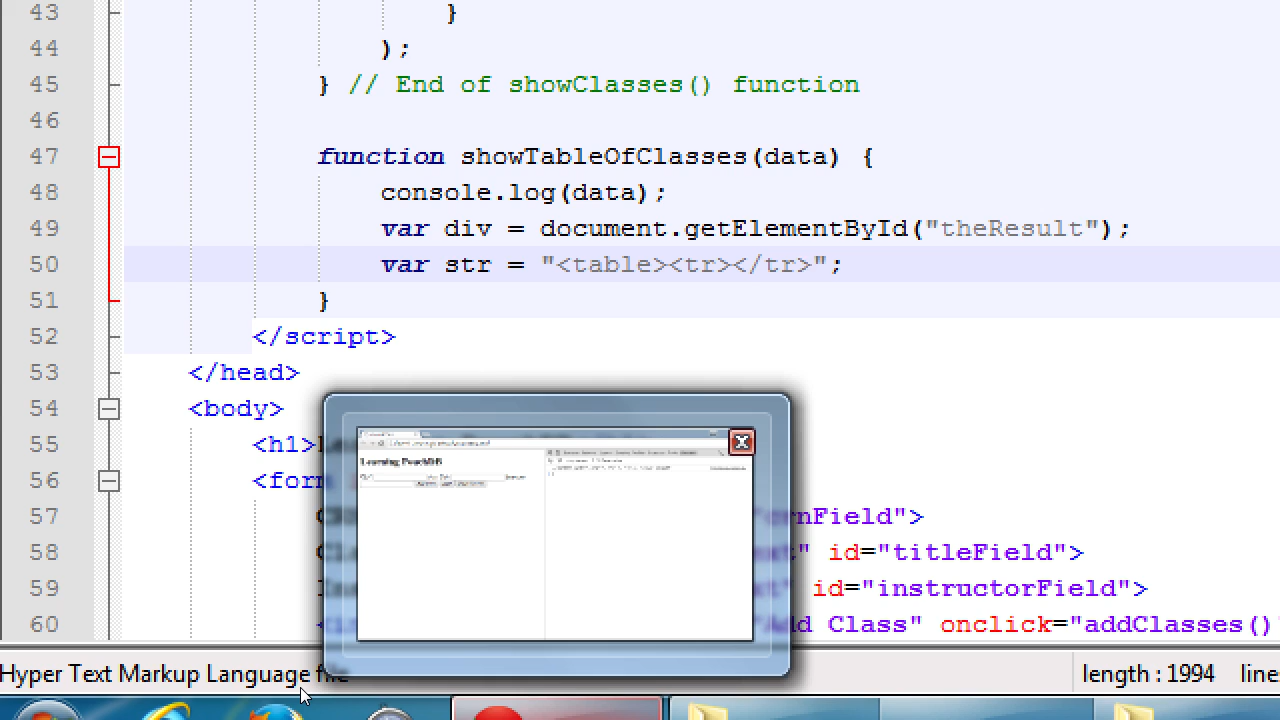 43 }
44 );
45 } // End of showClasses() function
46
47 function showTableOfClasses(data) {
48 console.log(data);
49 var div = document.getElementById("theResult");
50 var str = "<table><tr></tr>";
51 }
52 </script>
53 </head>
54 <body>
55 <h1>
56 <form
57 rnField">
58 id="titleField">
59 id="instructorField">
60 Class" onclick="addClasses()
Learning PouchDB
Hyper Text Markup Language file length : 1994 line